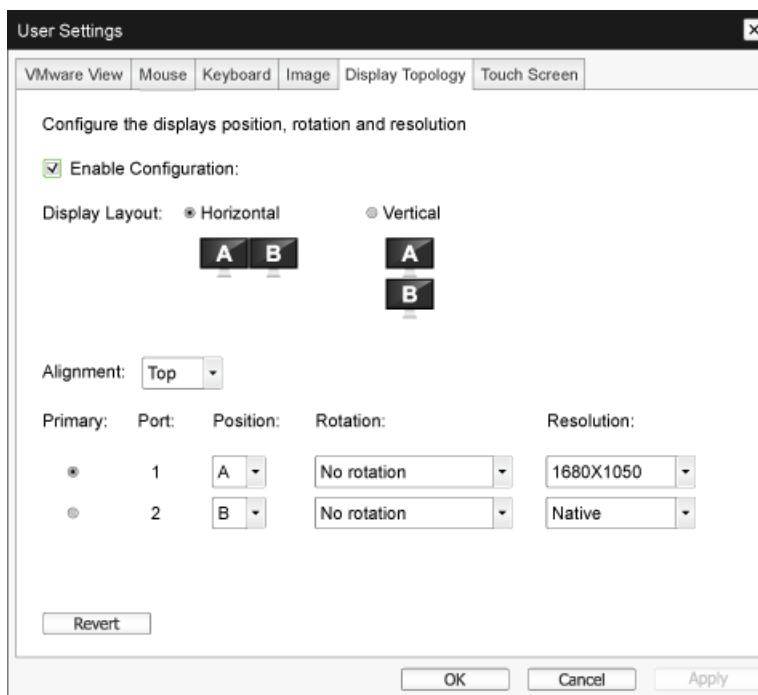 User Settings
VMware View Mouse Keyboard Image Display Topology Touch Screen
Configure the displays position, rotation and resolution
Enable Configuration:
Display Layout: Horizontal Vertical
A B A
B
Alignment: Top
Primary: Port: Position: Rotation: Resolution:
1 A No rotation 1680X1050
2 B No rotation Native
Revert
OK Cancel Apply